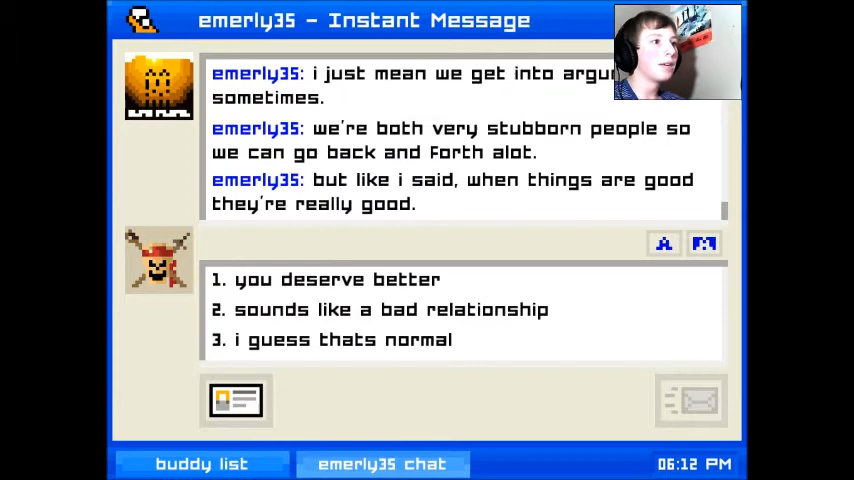 emerly35 - Instant Message
emerly35: i just mean we get into
sometimes.
emerly35: we're both very stubborn people so
we can go back and forth alot.
emerly35: but like i said, when things are good
they're really good.
A A
1. you deserve better
2. sounds like a bad relationship
3. i guess thats normal
buddy list
emerly35 chat
06:12 PM